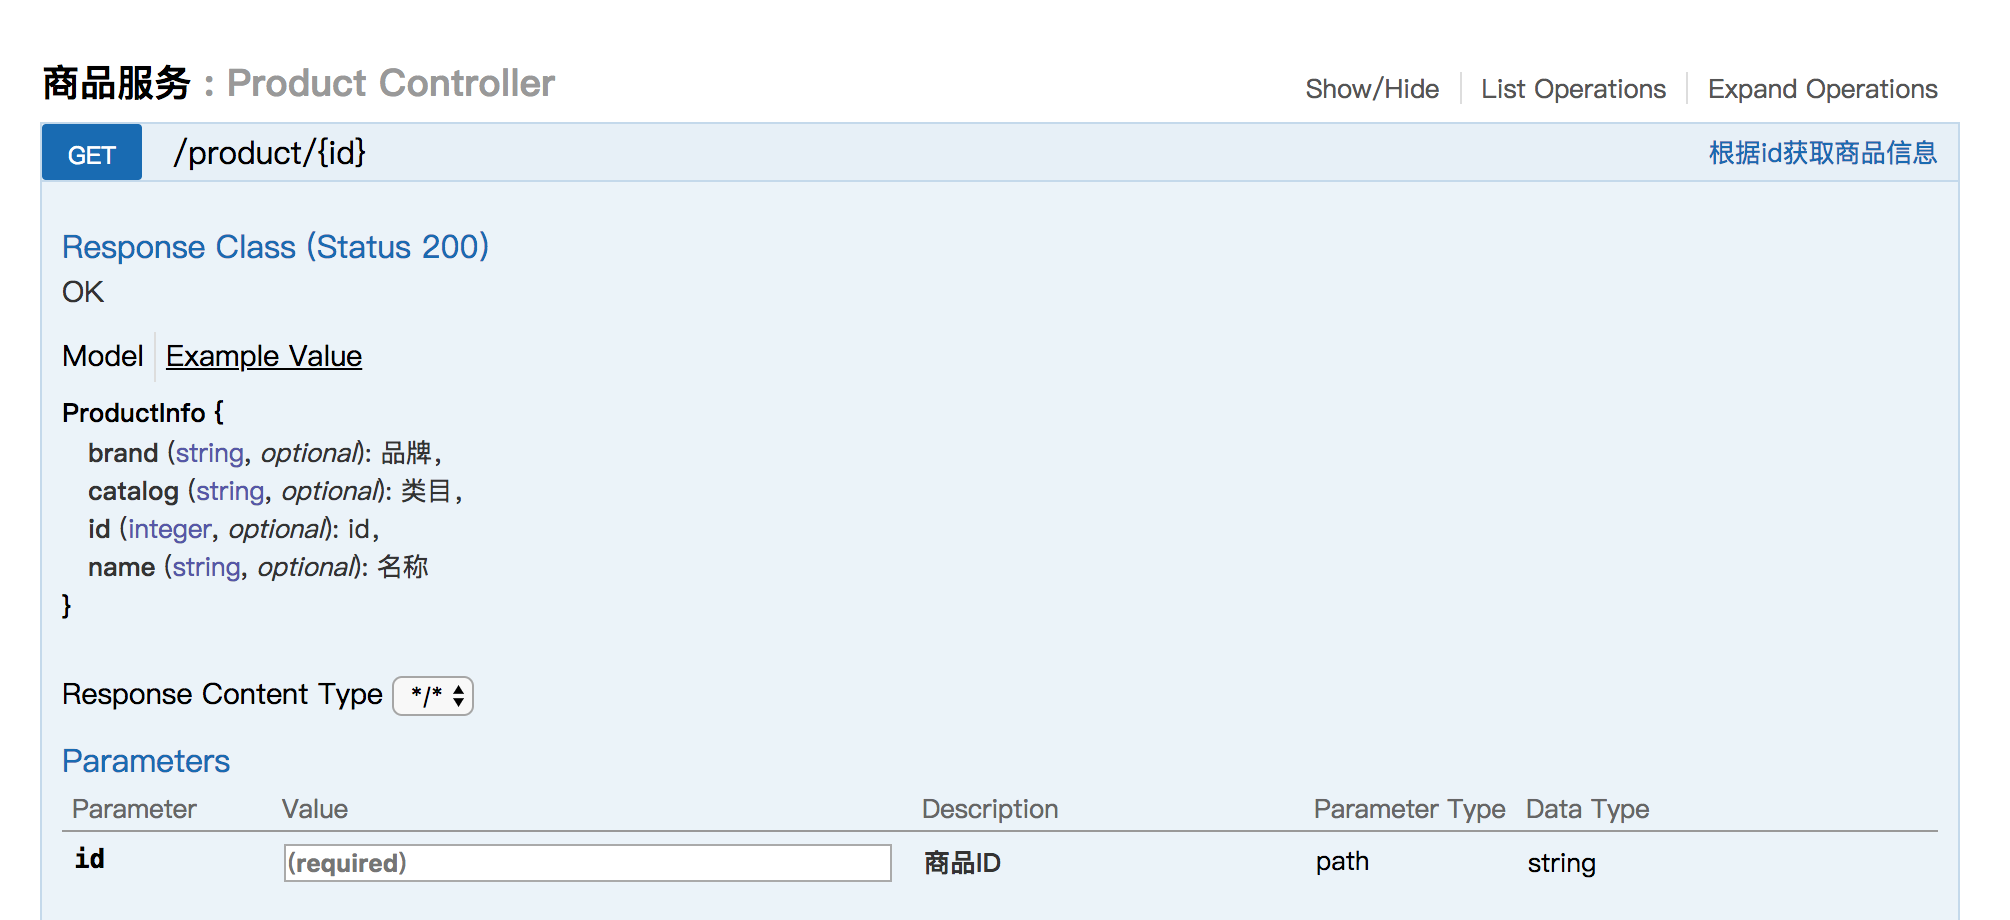 商品服务 : Product Controller
Show/Hide List Operations Expand Operations
GET /product/{id} 根据id获取商品信息
Response Class (Status 200)
OK
Model Example Value
ProductInfo {
brand (string, optional): 品牌,
catalog (string, optional): 类目,
id (integer, optional): id,
name (string, optional): 名称
}
Response Content Type */*
Parameters
Parameter Value Description Parameter Type Data Type
id (required) 商品ID path string